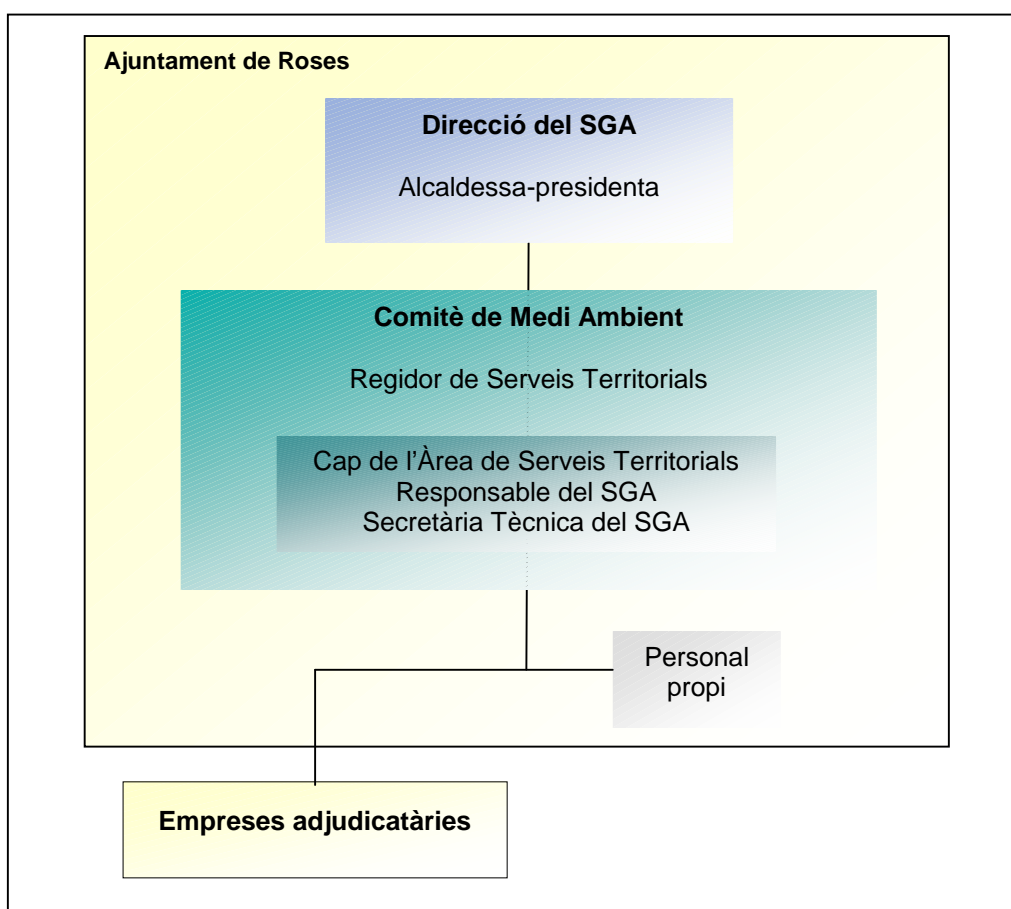 Ajuntament de Roses
Direcció del SGA
Alcaldessa-presidenta
Comitè de Medi Ambient
Regidor de Serveis Territorials
Cap de l’Àrea de Serveis Territorials
Responsable del SGA
Secretària Tècnica del SGA
Personal
propi
Empreses adjudicatàries